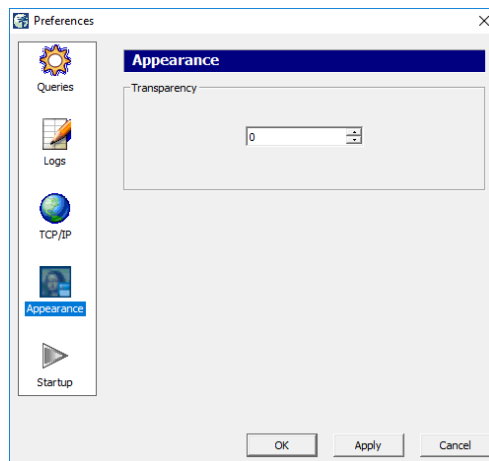 Preferences
Queries
Logs
TCP/IP
Appearance
Startup
Appearance
Transparency
0
OK
Apply
Cancel